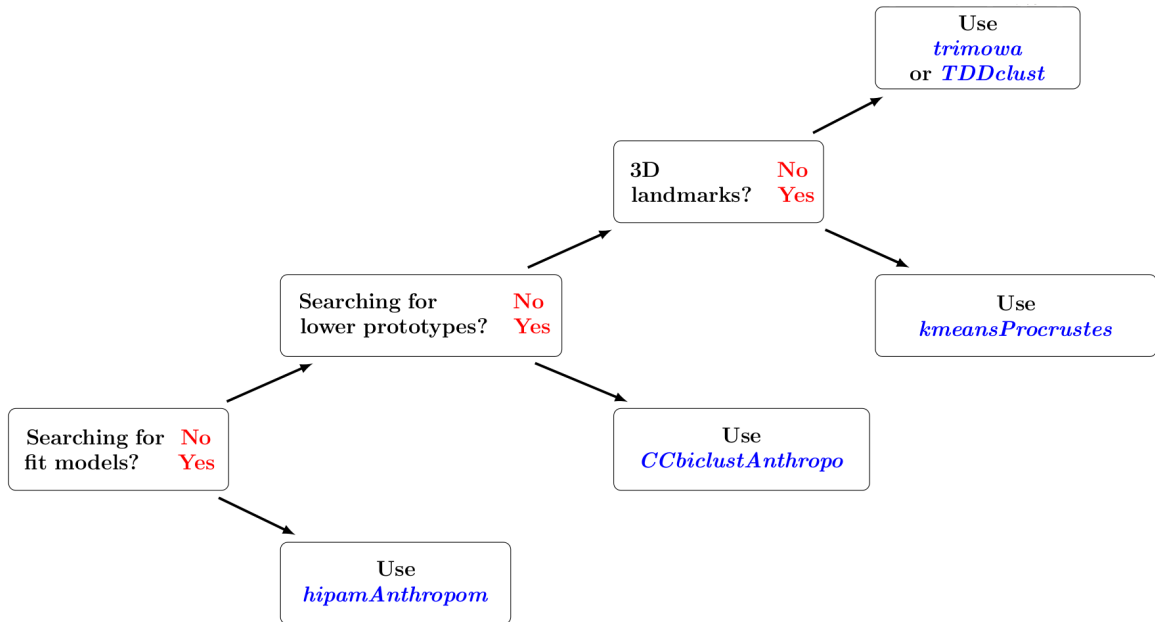 Use
trimowa
or TDDclust
3D No
landmarks? Yes
Searching for No
lower prototypes? Yes
Use
kmeansProcrustes
Searching for No
fit models? Yes
Use
CCbiclustAnthropo
Use
hipamAnthropom